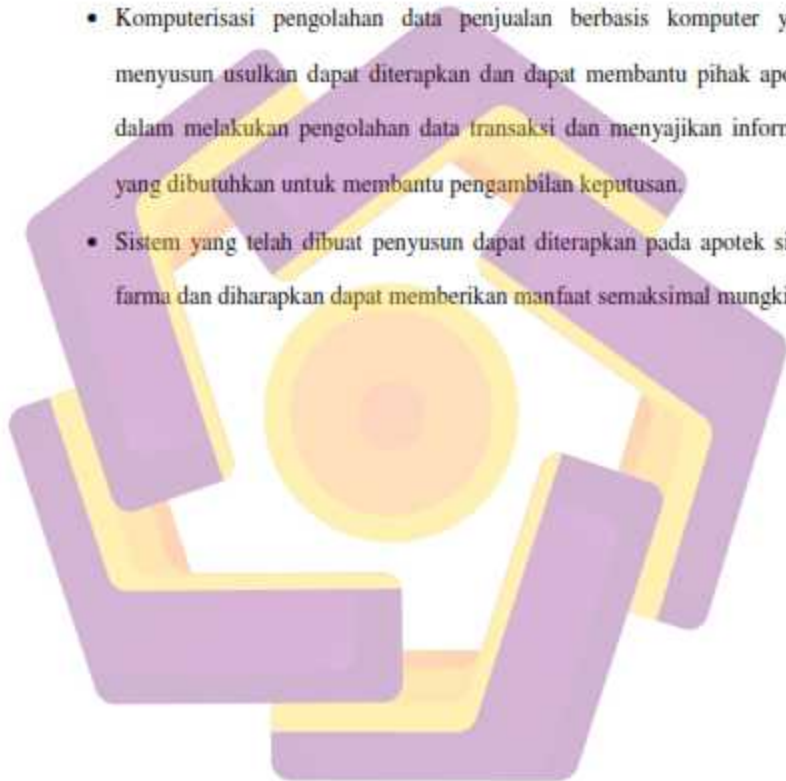 • Komputerisasi pengolahan data penjualan berbasis komputer y
menyusun usulkan dapat diterapkan dan dapat membantu pihak apo
dalam melakukan pengolahan data transaksi dan menyajikan inform
yang dibutuhkan untuk membantu pengambilan keputusan.
• Sistem yang telah dibuat penyusun dapat diterapkan pada apotek si
farma dan diharapkan dapat memberikan manfaat semaksimal mungki